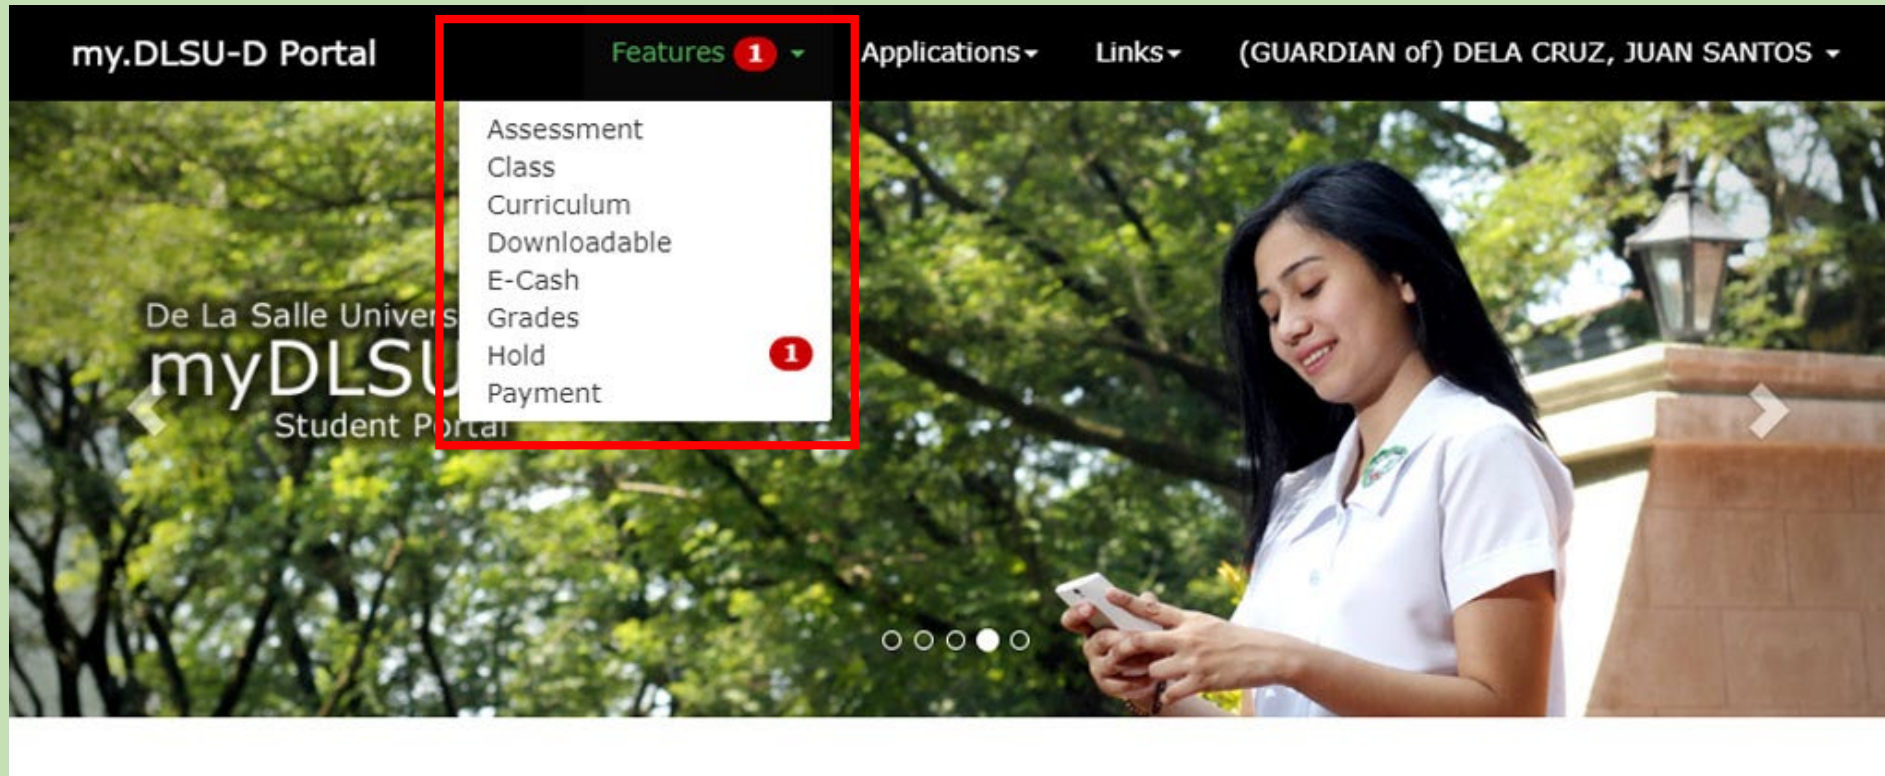 my.DLSU-D Portal
Features 1
Applications
Links
(GUARDIAN of) DELA CRUZ, JUAN SANTOS
Assessment
Class
Curriculum
Downloadable
E-Cash
Grades
Hold 1
Payment
De La Salle
myDLSU
Student Portal